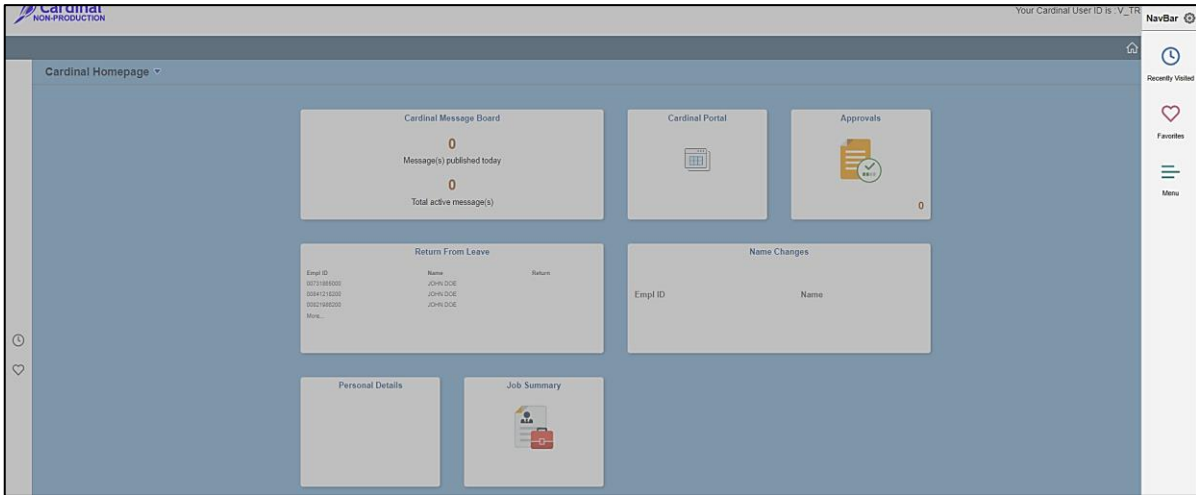 Cardinal
NON-PRODUCTION
Your Cardinal User ID is : V_TR
NavBar
Recently Visited
Favorites
Menu
Cardinal Homepage
Cardinal Message Board
0
Message(s) published today
0
Total active message(s)
Cardinal Portal
Approvals
0
Return From Leave
Empl ID Name Return
JOHN DOE
JOHN DOE
JOHN DOE
More...
Name Changes
Empl ID Name
Personal Details
Job Summary